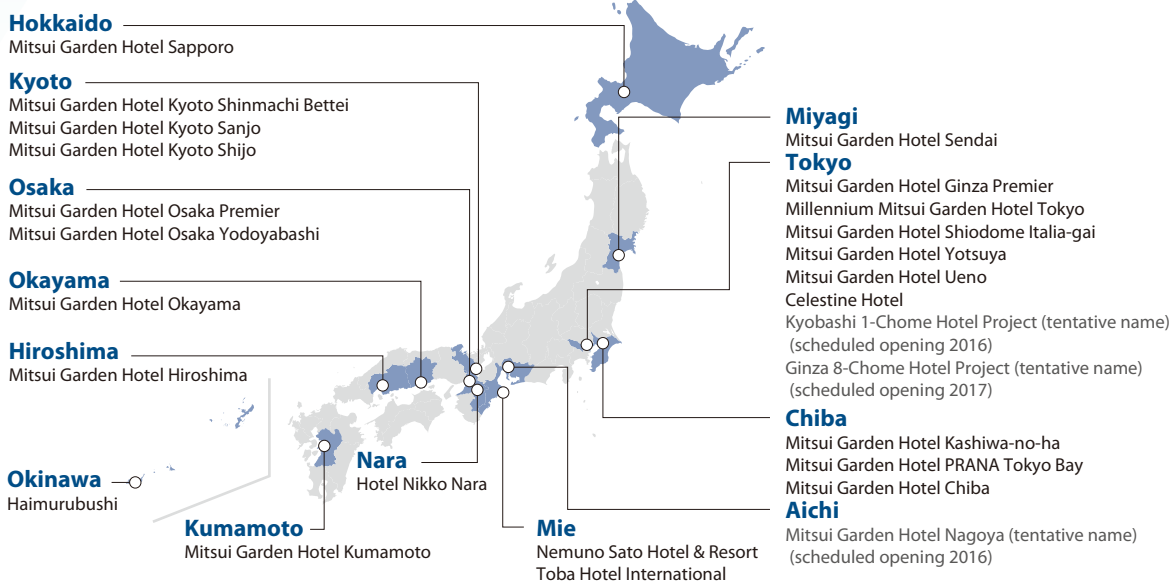 Hokkaido
Mitsui Garden Hotel Sapporo
Kyoto
Mitsui Garden Hotel Kyoto Shinmachi Bettei
Mitsui Garden Hotel Kyoto Sanjo
Mitsui Garden Hotel Kyoto Shijo
Osaka
Mitsui Garden Hotel Osaka Premier
Mitsui Garden Hotel Osaka Yodoyabashi
Okayama
Mitsui Garden Hotel Okayama
Hiroshima
Mitsui Garden Hotel Hiroshima
Okinawa
Haimurubushi
Kumamoto
Mitsui Garden Hotel Kumamoto
Nara
Hotel Nikko Nara
Mie
Nemuno Sato Hotel & Resort
Toba Hotel International
Miyagi
Mitsui Garden Hotel Sendai
Tokyo
Mitsui Garden Hotel Ginza Premier
Millennium Mitsui Garden Hotel Tokyo
Mitsui Garden Hotel Shiodome Italia-gai
Mitsui Garden Hotel Yotsuya
Mitsui Garden Hotel Ueno
Celestine Hotel
Kyobashi 1-Chome Hotel Project (tentative name)
(scheduled opening 2016)
Ginza 8-Chome Hotel Project (tentative name)
(scheduled opening 2017)
Chiba
Mitsui Garden Hotel Kashiwa-no-ha
Mitsui Garden Hotel PRANA Tokyo Bay
Mitsui Garden Hotel Chiba
Aichi
Mitsui Garden Hotel Nagoya (tentative name)
(scheduled opening 2016)